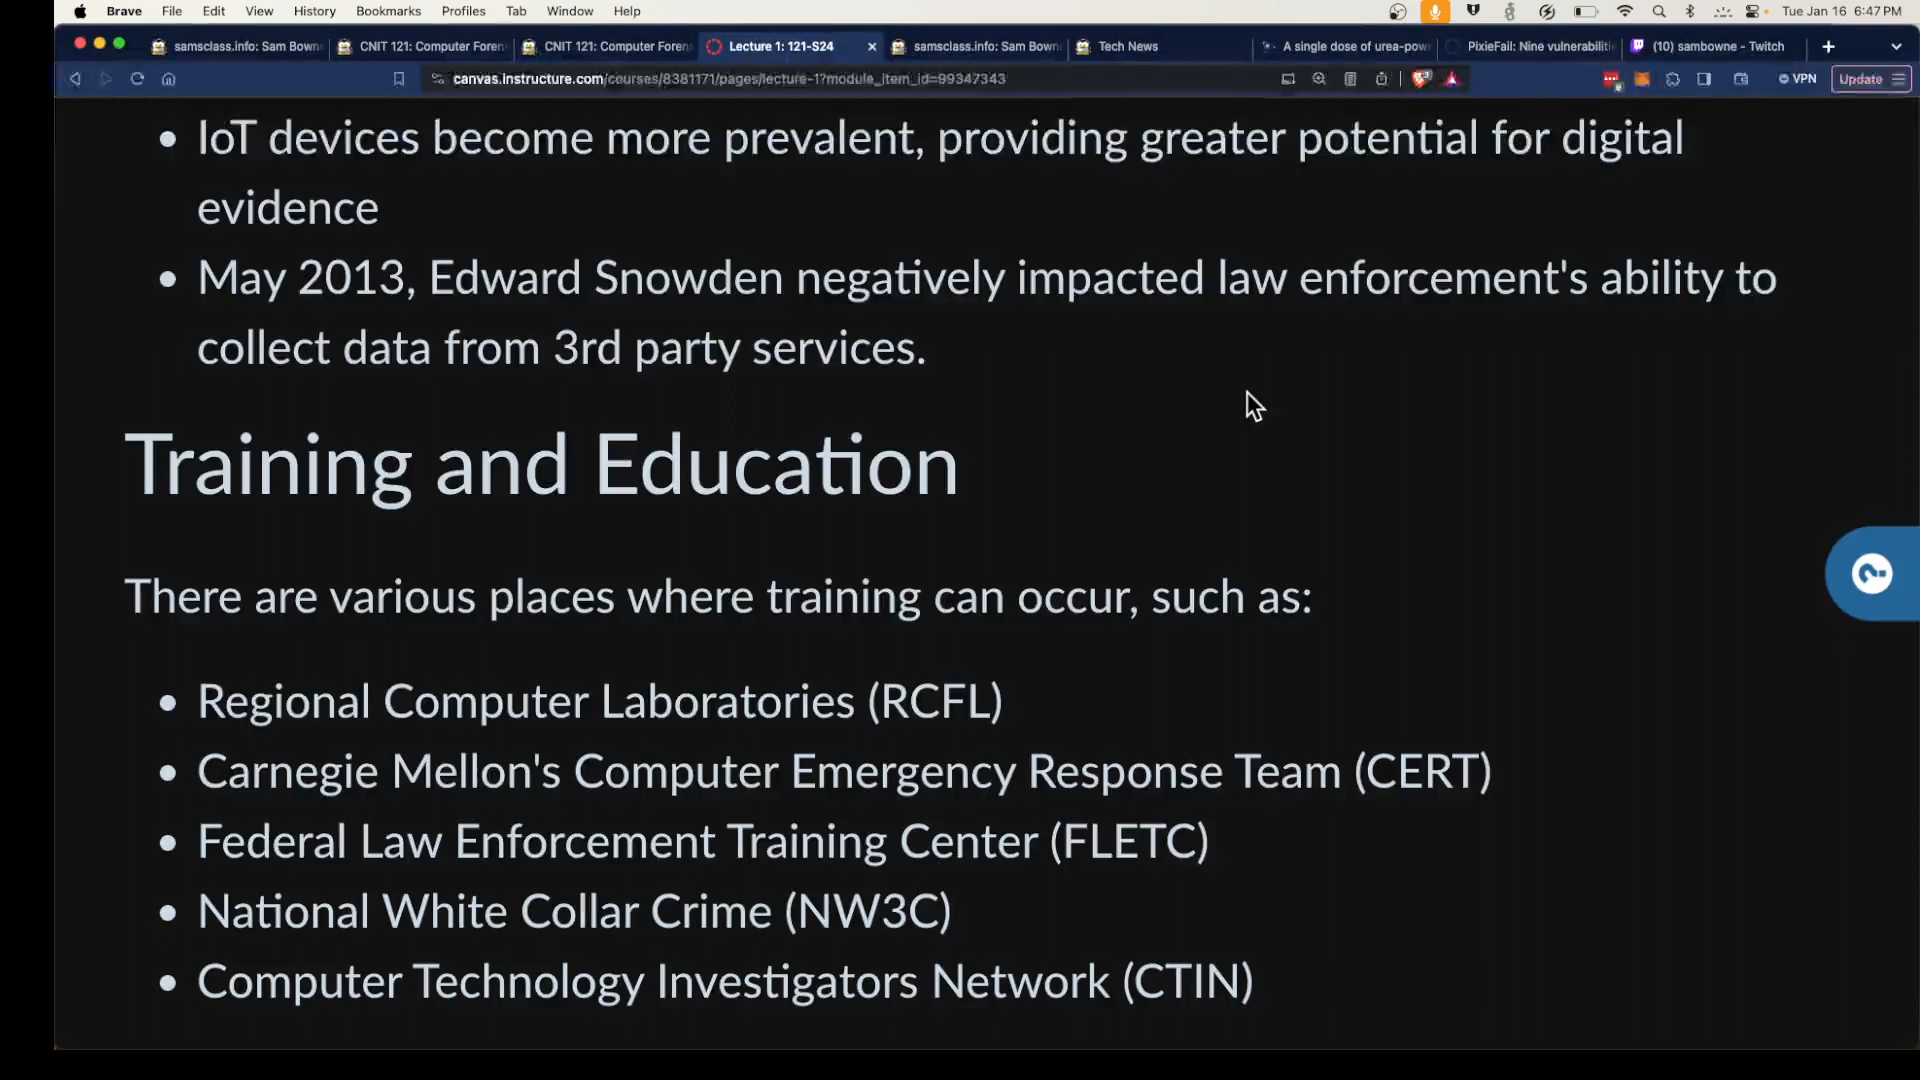 Brave File Edit View History Bookmarks Profiles Tab Window Help Tue Jan 16 6:47 PM
samsclass.info: Sam Bown CNIT 121: Computer Foren CNIT 121: Computer Foren Lecture 1: 121-S24 samsclass.info: Sam Bown Tech News A single dose of urea-pow PixieFail: Nine vulnerabiliti (10) sambowne - Twitch
canvas.instructure.com/courses/8381171/pages/lecture-1?module_item_id=99347343 VPN Update
• IoT devices become more prevalent, providing greater potential for digital
evidence
• May 2013, Edward Snowden negatively impacted law enforcement's ability to
collect data from 3rd party services.
Training and Education
There are various places where training can occur, such as:
• Regional Computer Laboratories (RCFL)
• Carnegie Mellon's Computer Emergency Response Team (CERT)
• Federal Law Enforcement Training Center (FLETC)
• National White Collar Crime (NW3C)
• Computer Technology Investigators Network (CTIN)